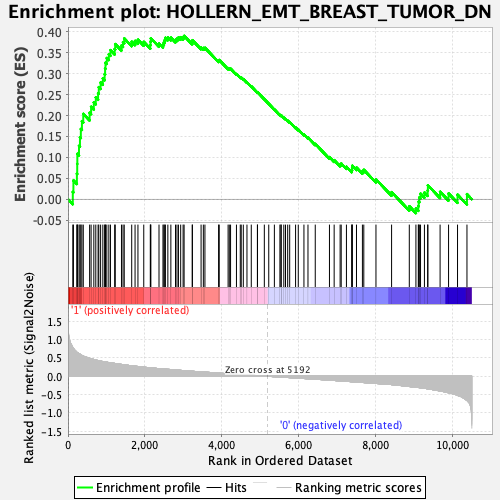 Enrichment plot: HOLLERN_EMT_BREAST_TUMOR_DN
Enrichment score (ES)
0.40
0.35
0.30
0.25
0.20
0.15
0.10
0.05
0.00
-0.05
'1' (positively correlated)
Ranked list metric (Signal2Noise)
1.5
1.0
0.5
0.0
-0.5
-1.0
-1.5
Zero cross at 5192
'0' (negatively correlated)
0
2,000
4,000
6,000
8,000
10,000
Rank in Ordered Dataset
Enrichment profile
Hits
Ranking metric scores